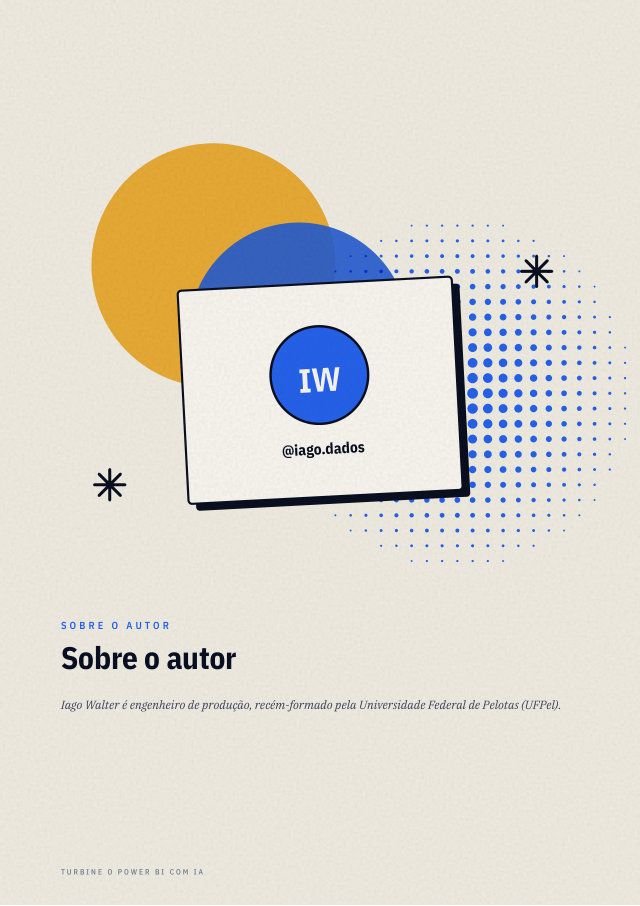 IW
@iago.dados
SOBRE O AUTOR
Sobre o autor
Iago Walter é engenheiro de produção, recém-formado pela Universidade Federal de Pelotas (UFPel).
TURBINE O POWER BI COM IA